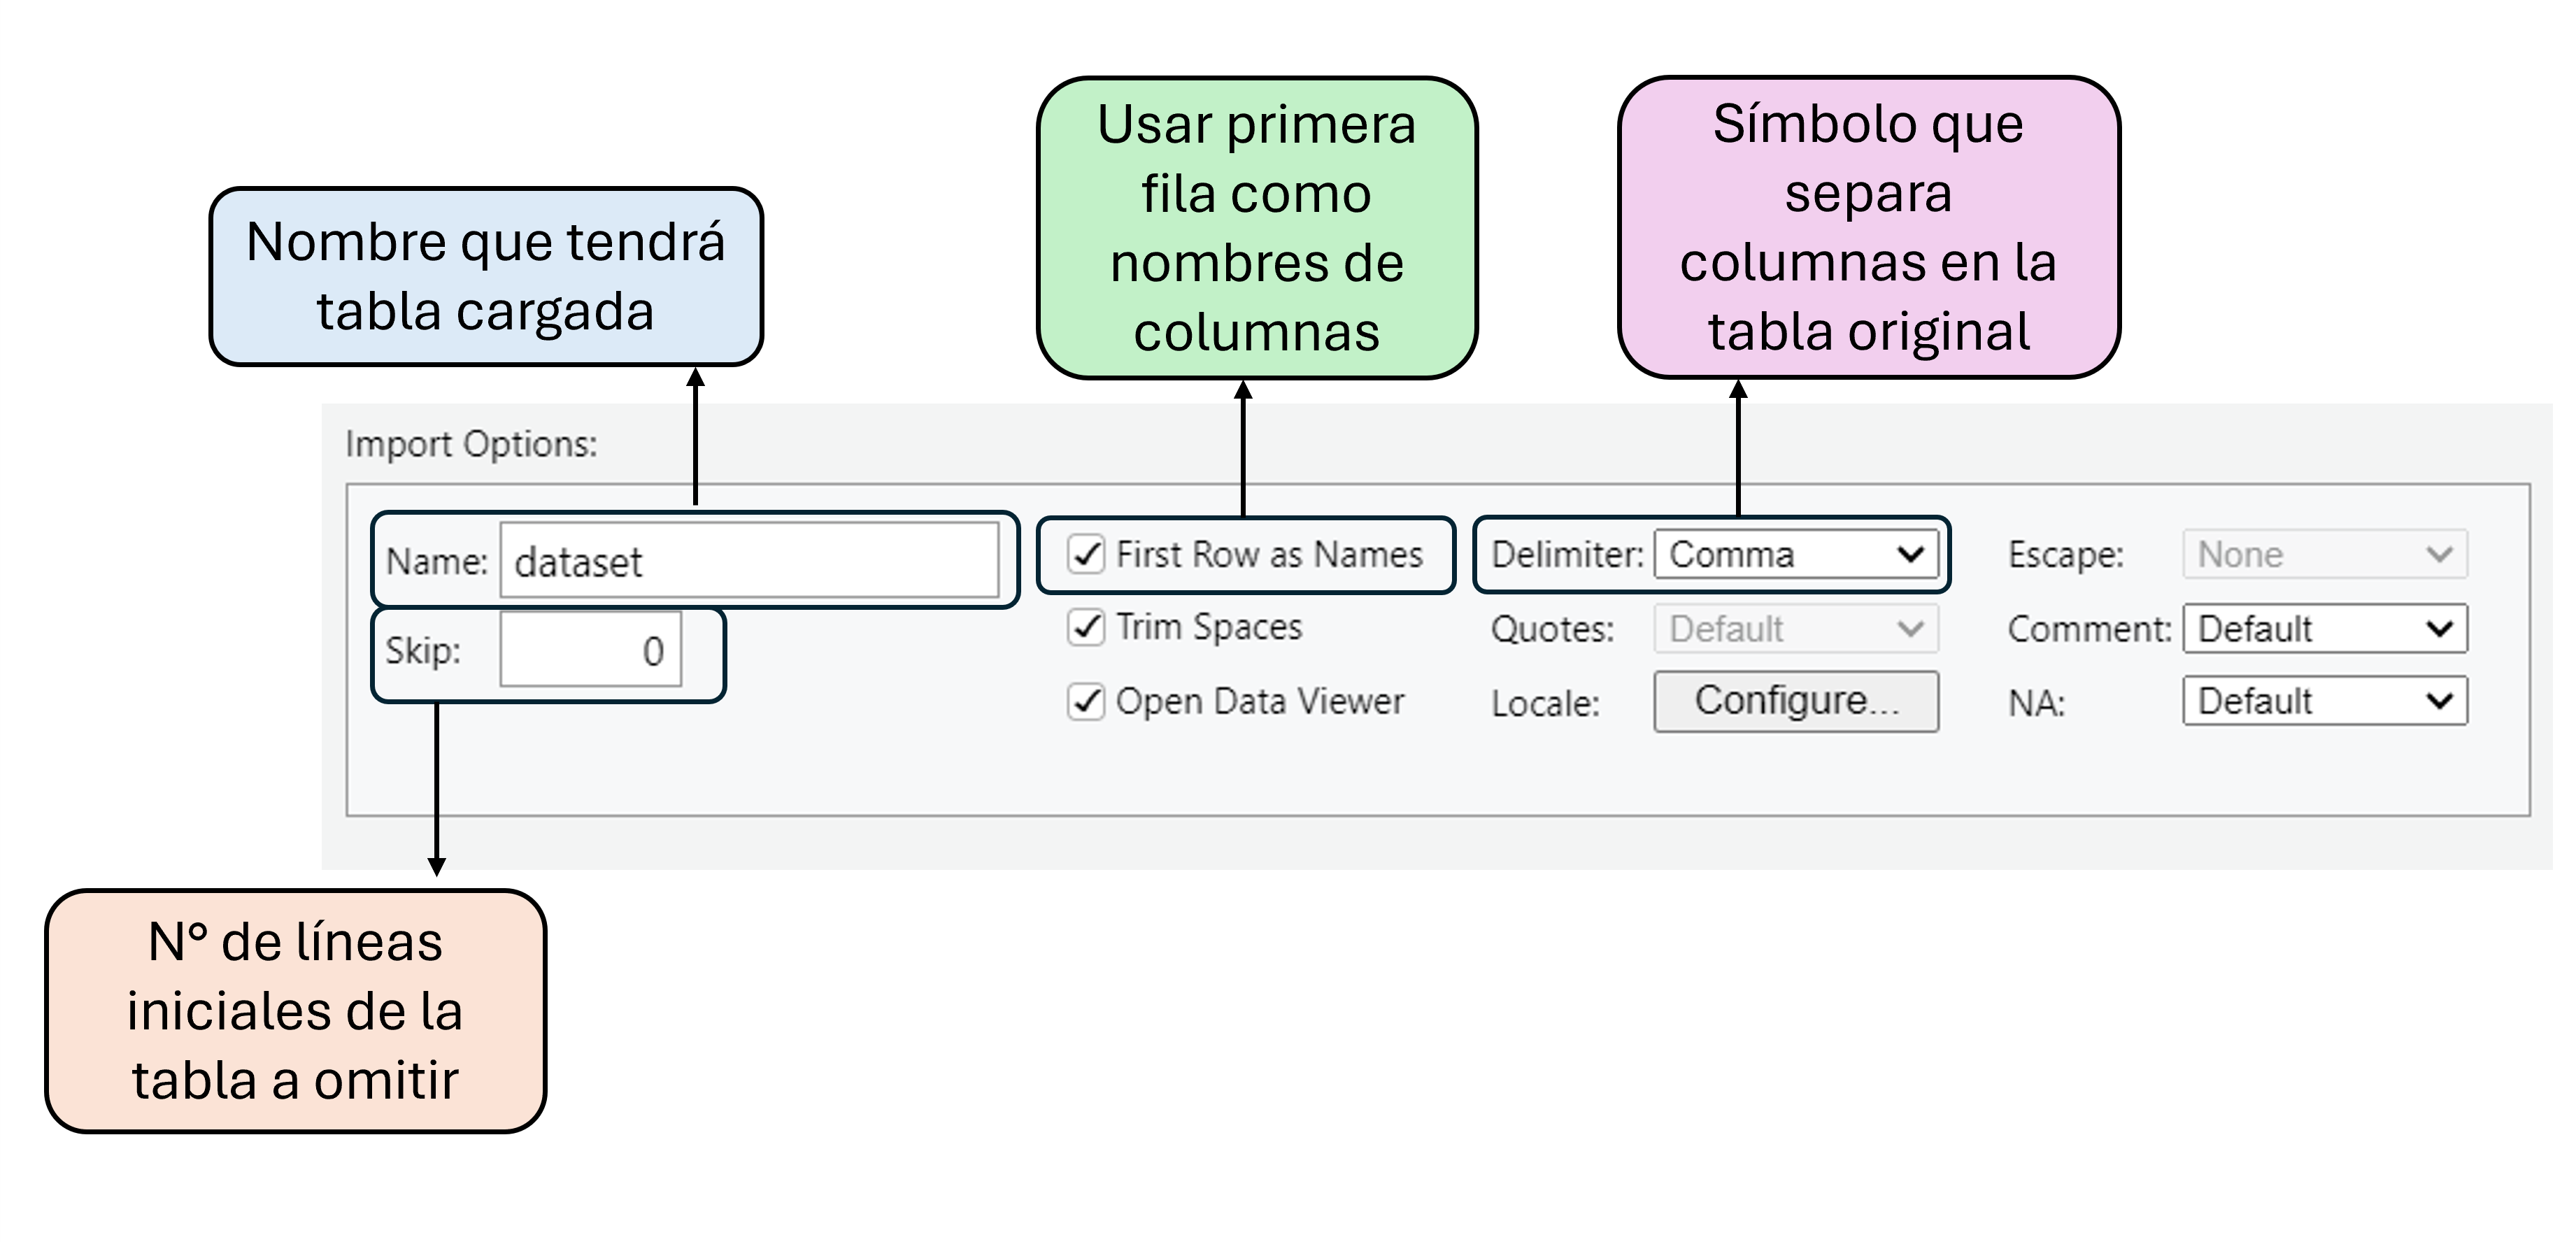 Nombre que tendrá
tabla cargada
Usar primera
fila como
nombres de
columnas
Símbolo que
separa
columnas en la
tabla original
Import Options:
Name: dataset
Skip: 0
First Row as Names
Trim Spaces
Open Data Viewer
Delimiter: Comma
Quotes: Default
Locale: Configure...
Escape: None
Comment: Default
NA: Default
N° de líneas
iniciales de la
tabla a omitir